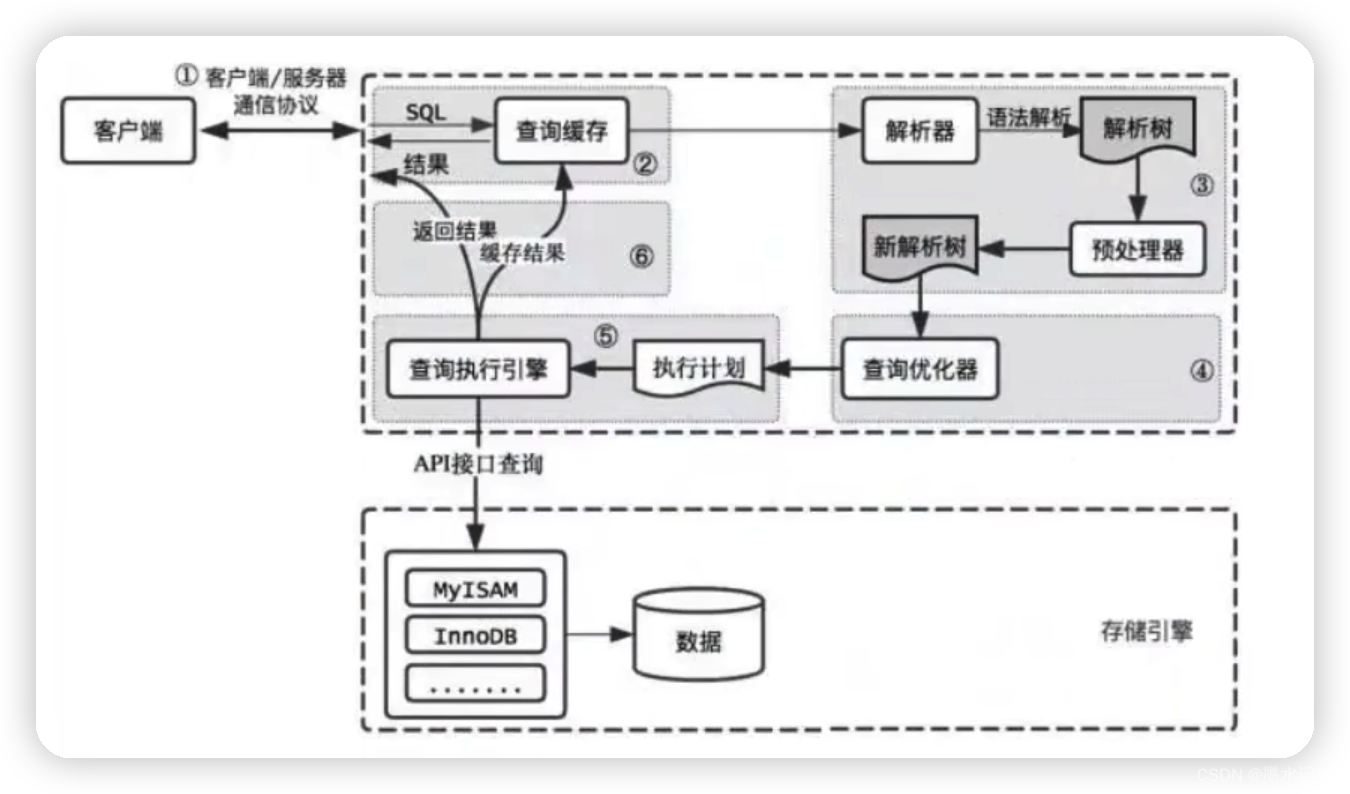 ① 客户端/服务器
通信协议
客户端
SQL
查询缓存
结果
②
解析器
语法解析
解析树
③
返回结果
缓存结果
⑥
新解析树
预处理器
⑤
查询执行引擎
执行计划
查询优化器
④
API接口查询
MyISAM
InnoDB
.......
数据
存储引擎